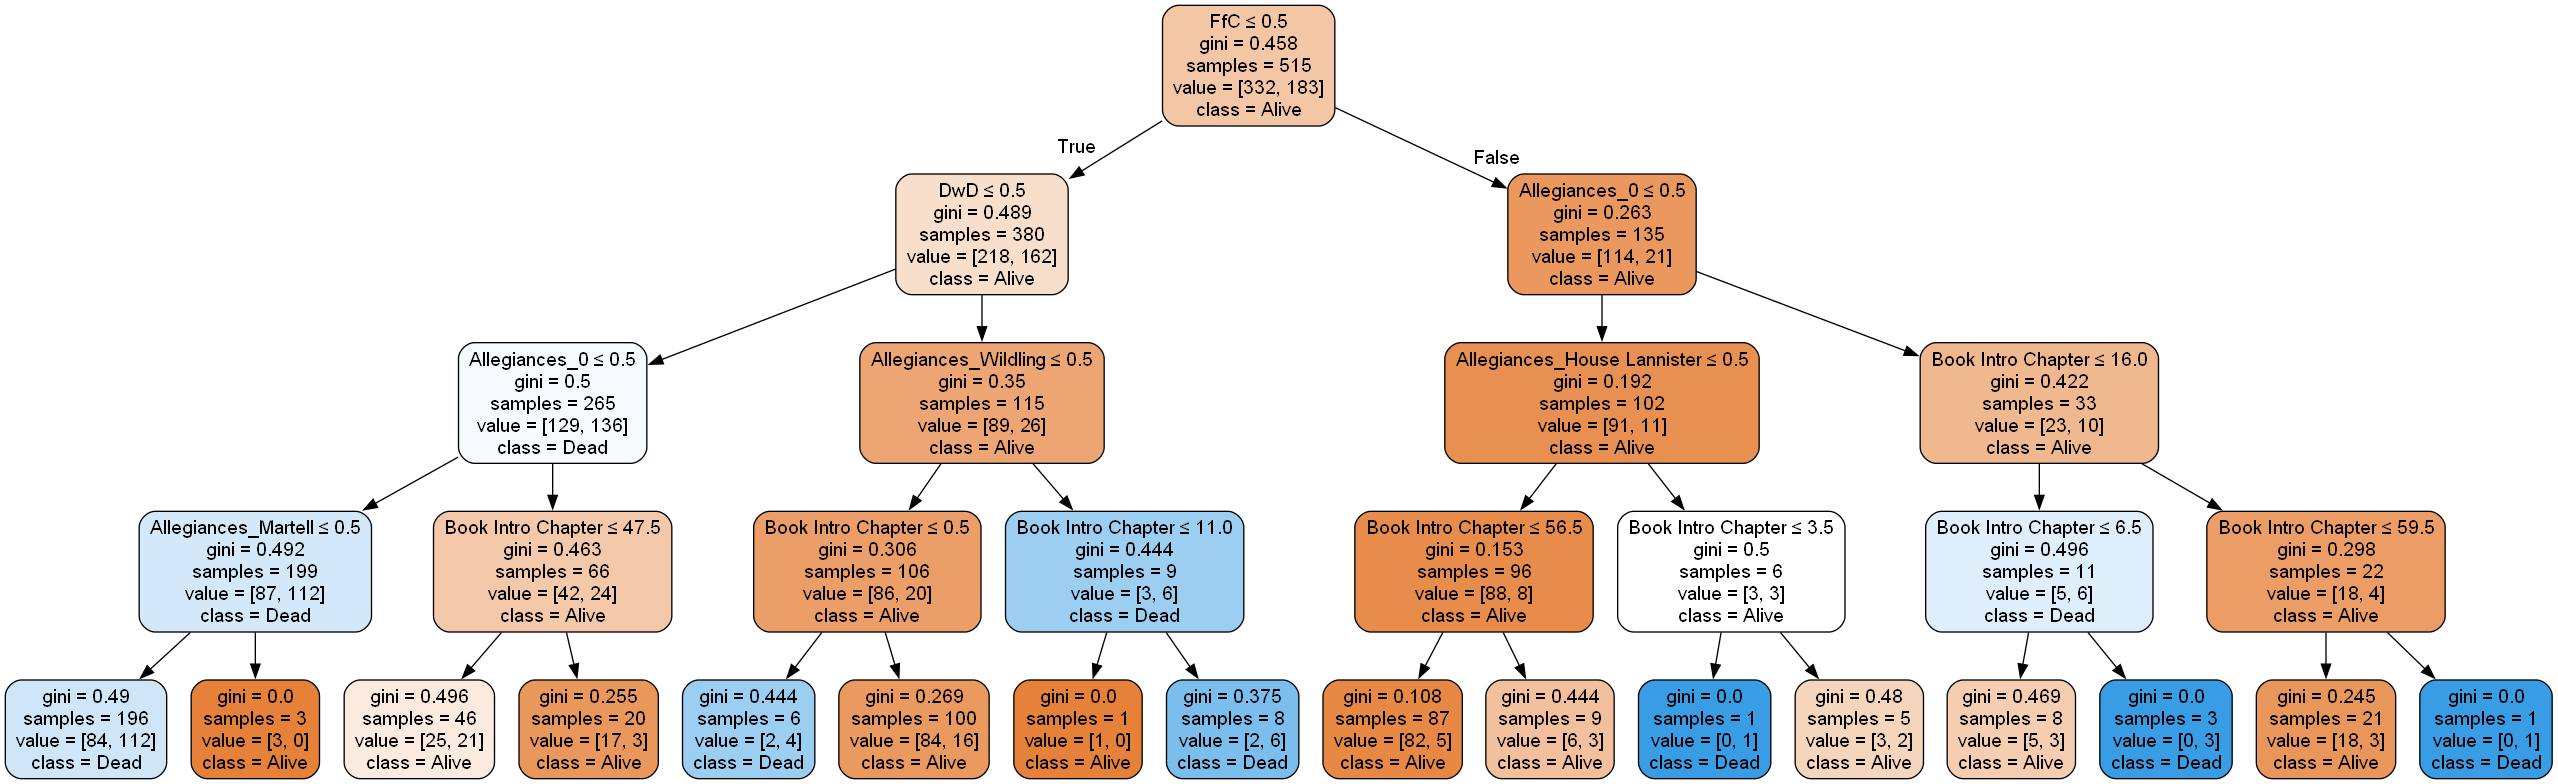 FfC ≤ 0.5
gini = 0.458
samples = 515
value = [332, 183]
class = Alive
True
False
DwD ≤ 0.5
gini = 0.489
samples = 380
value = [218, 162]
class = Alive
Allegiances_0 ≤ 0.5
gini = 0.263
samples = 135
value = [114, 21]
class = Alive
Allegiances_0 ≤ 0.5
gini = 0.5
samples = 265
value = [129, 136]
class = Dead
Allegiances_Wildling ≤ 0.5
gini = 0.35
samples = 115
value = [89, 26]
class = Alive
Allegiances_House Lannister ≤ 0.5
gini = 0.192
samples = 102
value = [91, 11]
class = Alive
Book Intro Chapter ≤ 16.0
gini = 0.422
samples = 33
value = [23, 10]
class = Alive
Allegiances_Martell ≤ 0.5
gini = 0.492
samples = 199
value = [87, 112]
class = Dead
Book Intro Chapter ≤ 47.5
gini = 0.463
samples = 66
value = [42, 24]
class = Alive
Book Intro Chapter ≤ 0.5
gini = 0.306
samples = 106
value = [86, 20]
class = Alive
Book Intro Chapter ≤ 11.0
gini = 0.444
samples = 9
value = [3, 6]
class = Dead
Book Intro Chapter ≤ 56.5
gini = 0.153
samples = 96
value = [88, 8]
class = Alive
Book Intro Chapter ≤ 3.5
gini = 0.5
samples = 6
value = [3, 3]
class = Alive
Book Intro Chapter ≤ 6.5
gini = 0.496
samples = 11
value = [5, 6]
class = Dead
Book Intro Chapter ≤ 59.5
gini = 0.298
samples = 22
value = [18, 4]
class = Alive
gini = 0.49
samples = 196
value = [84, 112]
class = Dead
gini = 0.0
samples = 3
value = [3, 0]
class = Alive
gini = 0.496
samples = 46
value = [25, 21]
class = Alive
gini = 0.255
samples = 20
value = [17, 3]
class = Alive
gini = 0.444
samples = 6
value = [2, 4]
class = Dead
gini = 0.269
samples = 100
value = [84, 16]
class = Alive
gini = 0.0
samples = 1
value = [1, 0]
class = Alive
gini = 0.375
samples = 8
value = [2, 6]
class = Dead
gini = 0.108
samples = 87
value = [82, 5]
class = Alive
gini = 0.444
samples = 9
value = [6, 3]
class = Alive
gini = 0.0
samples = 1
value = [0, 1]
class = Dead
gini = 0.48
samples = 5
value = [3, 2]
class = Alive
gini = 0.469
samples = 8
value = [5, 3]
class = Alive
gini = 0.0
samples = 3
value = [0, 3]
class = Dead
gini = 0.245
samples = 21
value = [18, 3]
class = Alive
gini = 0.0
samples = 1
value = [0, 1]
class = Dead